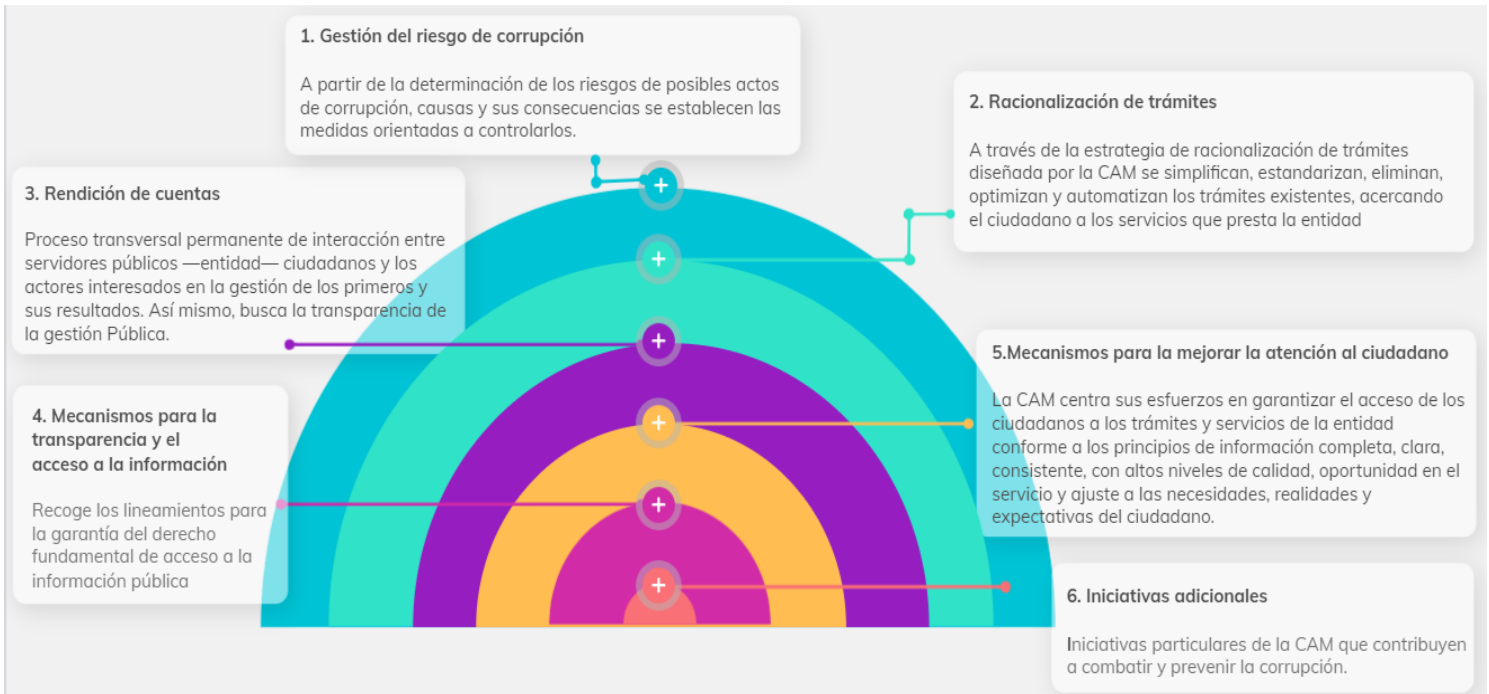 1. Gestión del riesgo de corrupción
A partir de la determinación de los riesgos de posibles actos
de corrupción, causas y sus consecuencias se establecen las
medidas orientadas a controlarlos.
2. Racionalización de trámites
A través de la estrategia de racionalización de trámites
diseñada por la CAM se simplifican, estandarizan, eliminan,
optimizan y automatizan los trámites existentes, acercando
el ciudadano a los servicios que presta la entidad
3. Rendición de cuentas
Proceso transversal permanente de interacción entre
servidores públicos —entidad— ciudadanos y los
actores interesados en la gestión de los primeros y
sus resultados. Así mismo, busca la transparencia de
la gestión Pública.
4. Mecanismos para la
transparencia y el
acceso a la información
Recoge los lineamientos para
la garantía del derecho
fundamental de acceso a la
información pública
5.Mecanismos para la mejorar la atención al ciudadano
La CAM centra sus esfuerzos en garantizar el acceso de los
ciudadanos a los trámites y servicios de la entidad
conforme a los principios de información completa, clara,
consistente, con altos niveles de calidad, oportunidad en el
servicio y ajuste a las necesidades, realidades y
expectativas del ciudadano.
6. Iniciativas adicionales
Iniciativas particulares de la CAM que contribuyen
a combatir y prevenir la corrupción.